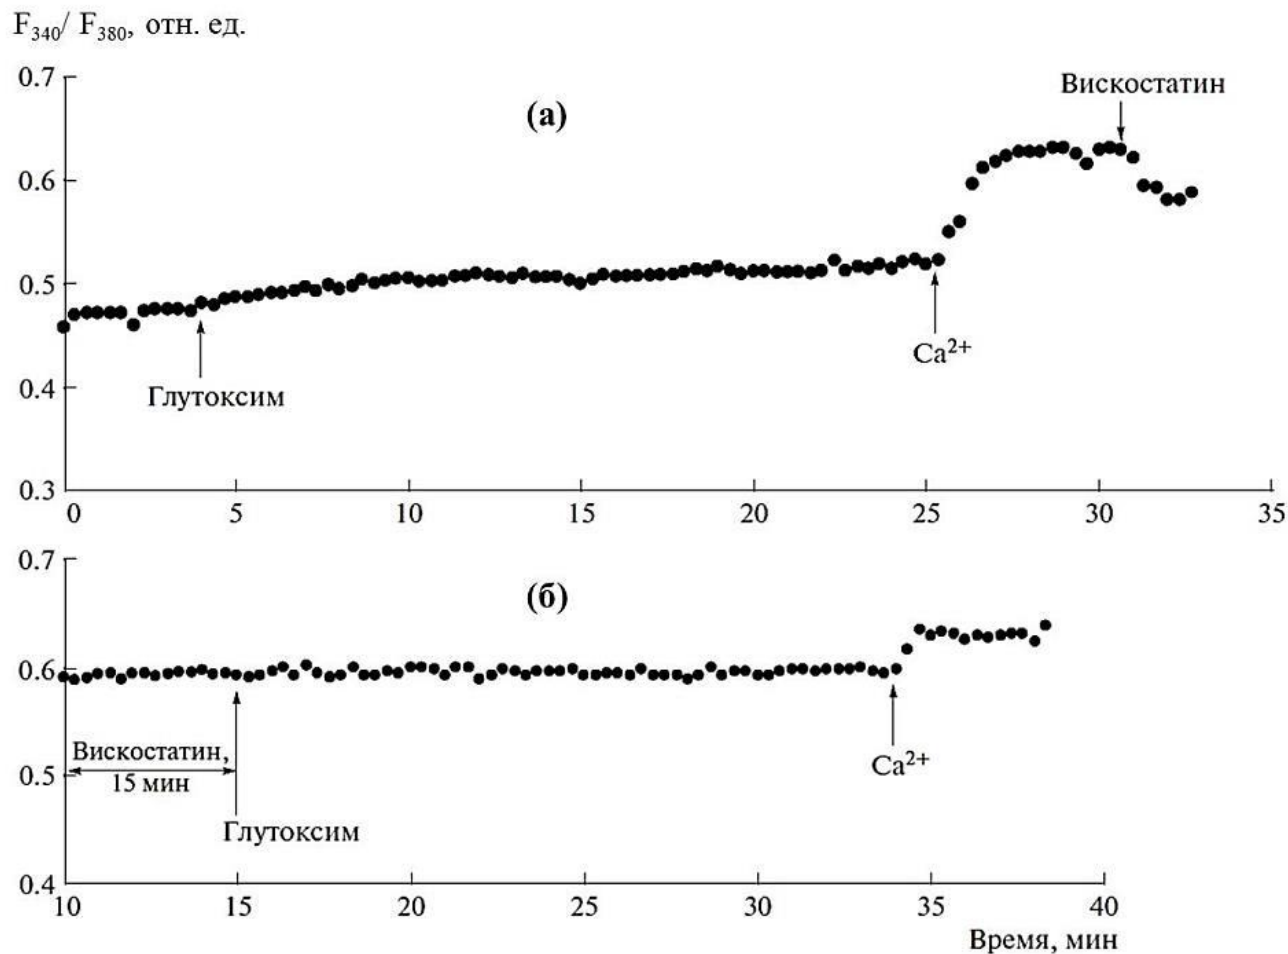 F340/ F380, отн. ед.
0.7
(а)
Вискостатин
0.6
0.5
Ca2+
0.4
Глутоксим
0.3
0 5 10 15 20 25 30 35
0.7
(б)
0.6
Вискостатин,
15 мин
Ca2+
0.5
Глутоксим
0.4
10 15 20 25 30 35 40
Время, мин